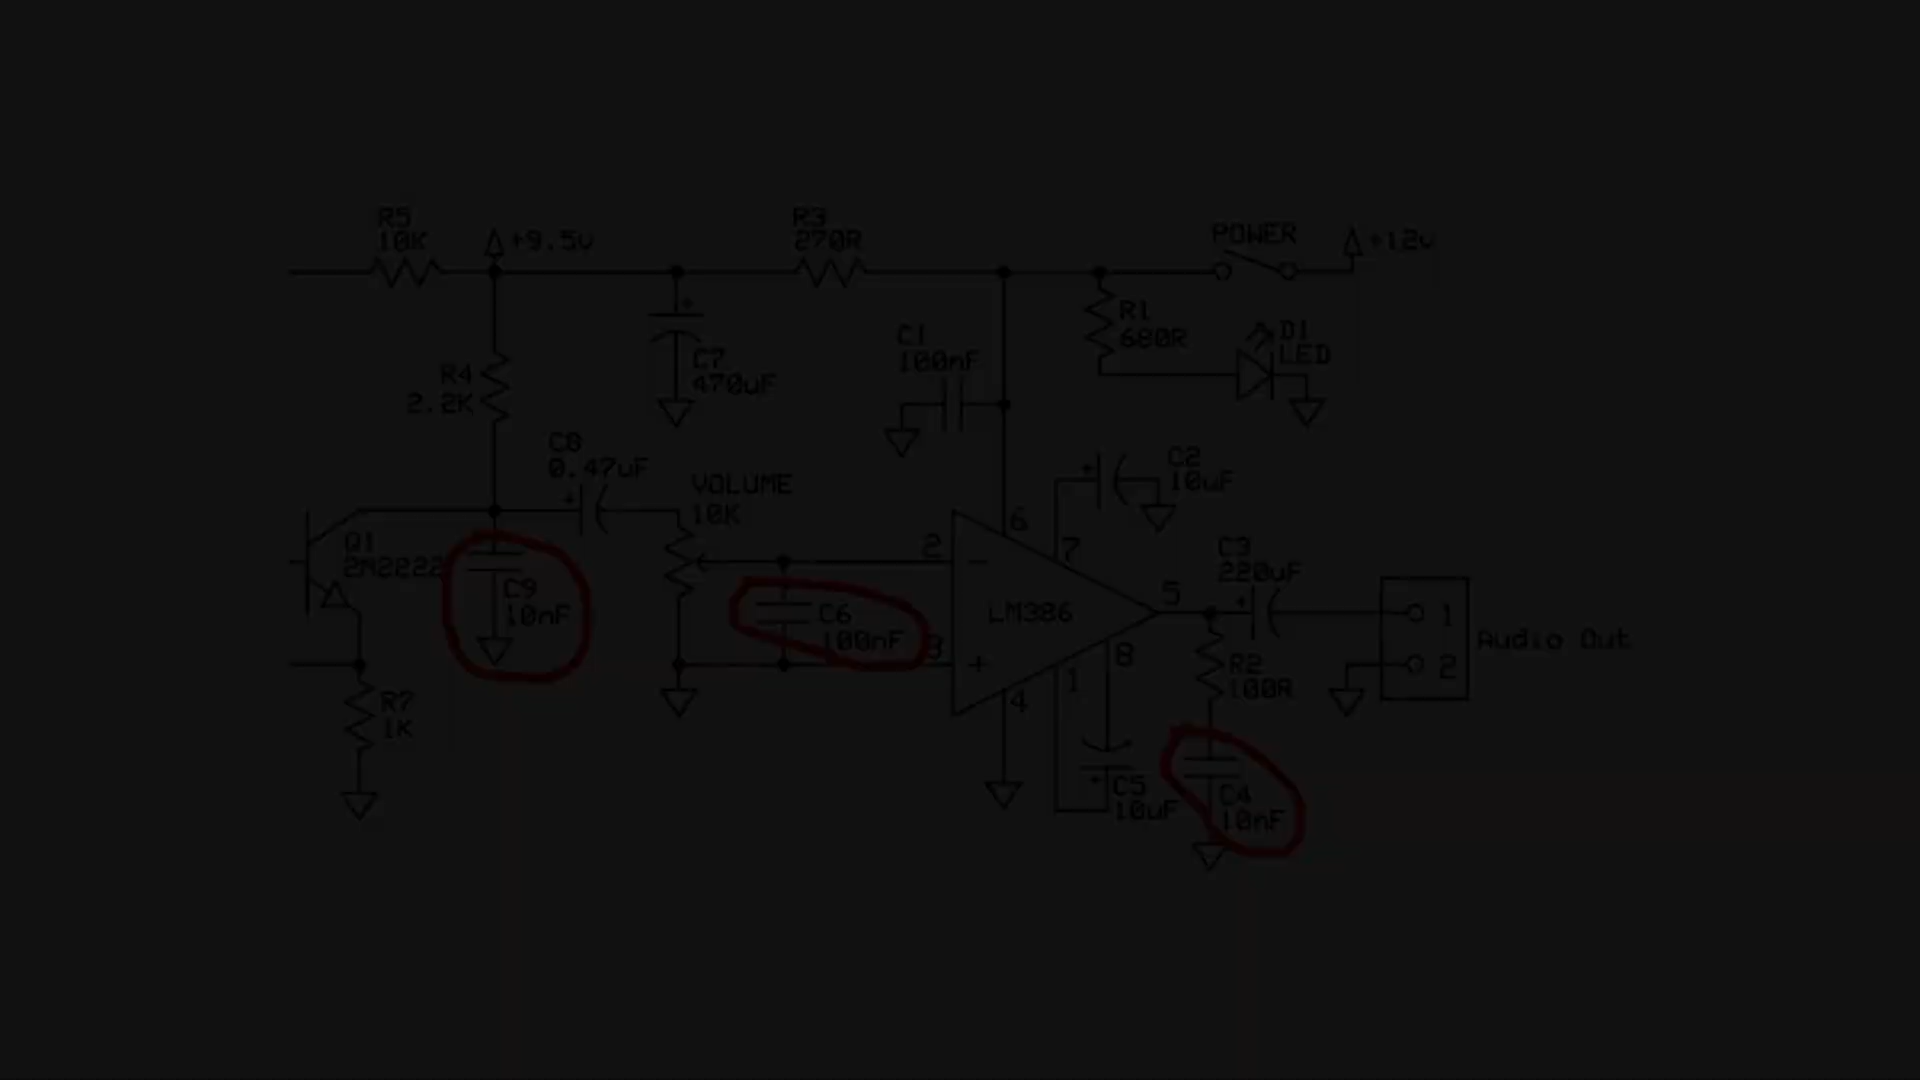 R5
10K
+9.5v
R3
270R
POWER
+12v
R1
680R
D1
LED
C1
100nF
C7
470uF
R4
2.2K
C8
0.47uF
VOLUME
10K
C2
10uF
6
7
2
Q1
2N2222
C9
10nF
C6
100nF
3
LM386
5
C3
220uF
1
2
Audio Out
8
1
4
R2
100R
R7
1K
C5
10uF
C4
10nF